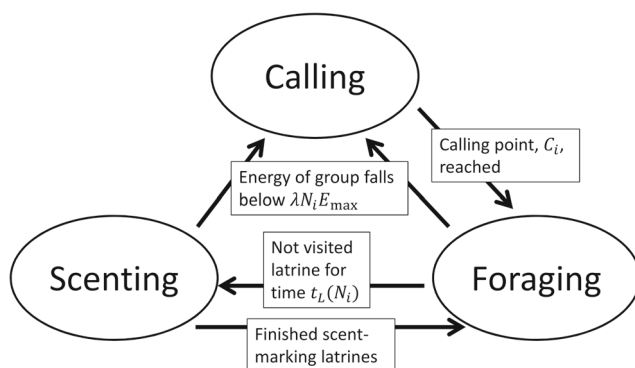 Calling
Calling point, $C_i$,
reached
Energy of group falls
below $\lambda N_i E_{\max}$
Not visited
latrine for
time $t_L(N_i)$
Scenting
Foraging
Finished scent-
marking latrines